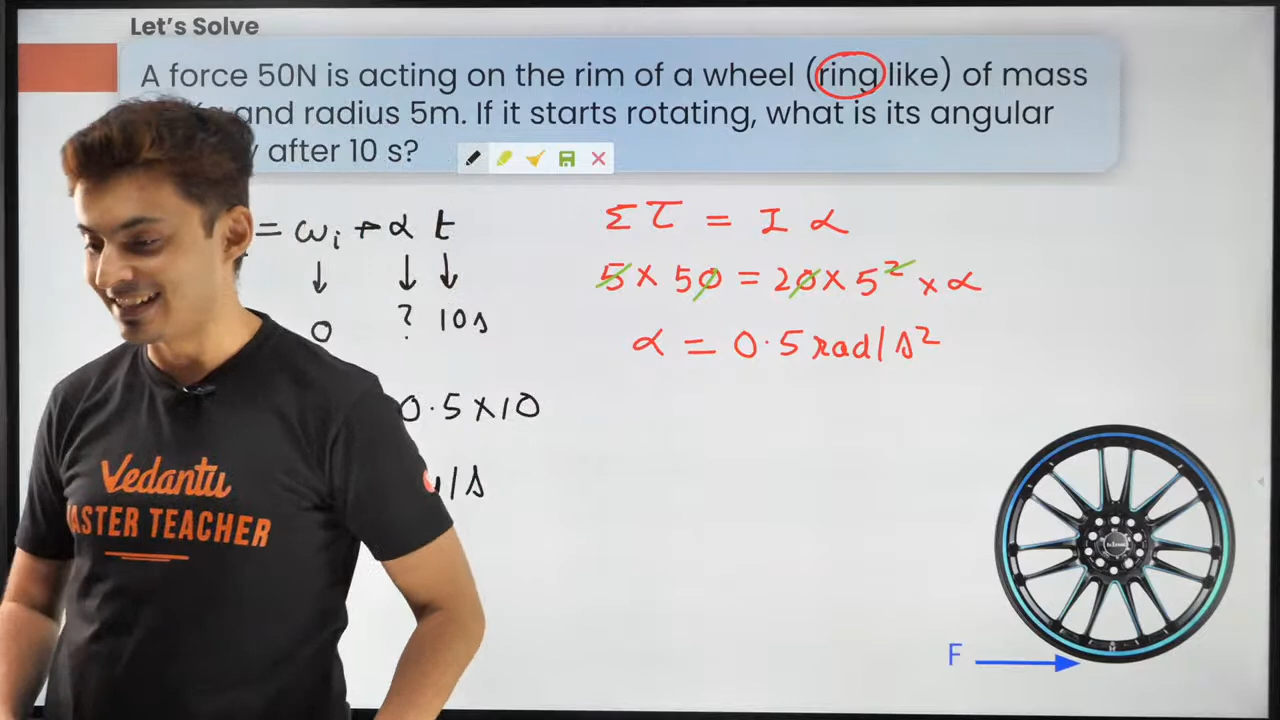 Let's Solve
A force 50N is acting on the rim of a wheel (ring like) of mass
and radius 5m. If it starts rotating, what is its angular
after 10 s?
= ωi + α t
Στ = I α
5 × 50 = 20 × 5² × α
0 ? 10s
α = 0.5 rad/s²
0.5 × 10
/s
Vedantu
MASTER TEACHER
F